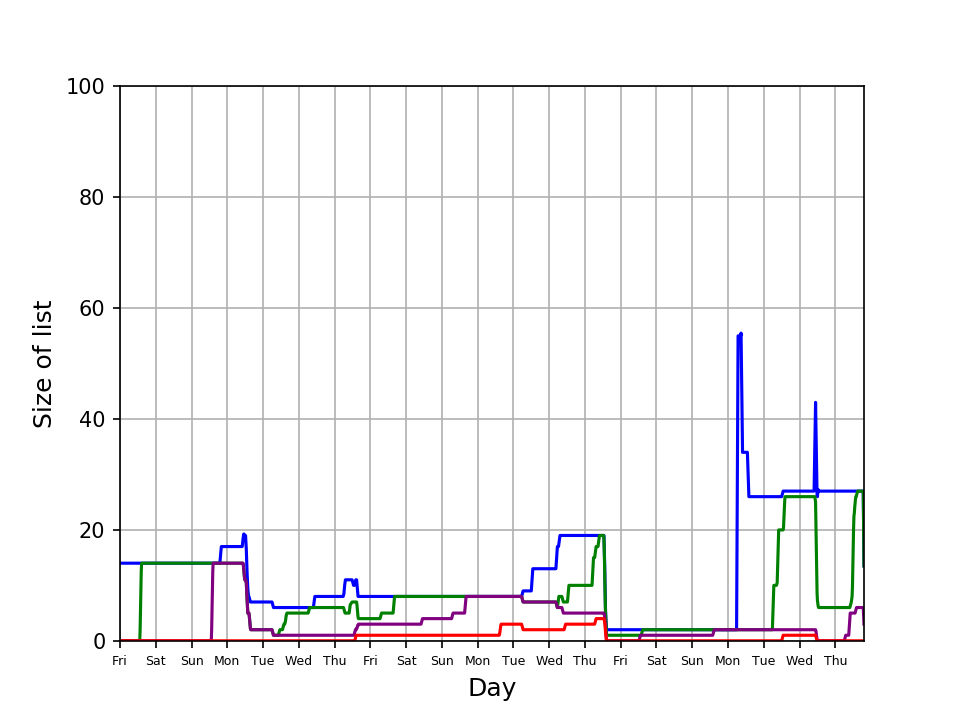 100
80
60
40
20
0
Size of list
Fri Sat Sun Mon Tue Wed Thu Fri Sat Sun Mon Tue Wed Thu Fri Sat Sun Mon Tue Wed Thu
Day